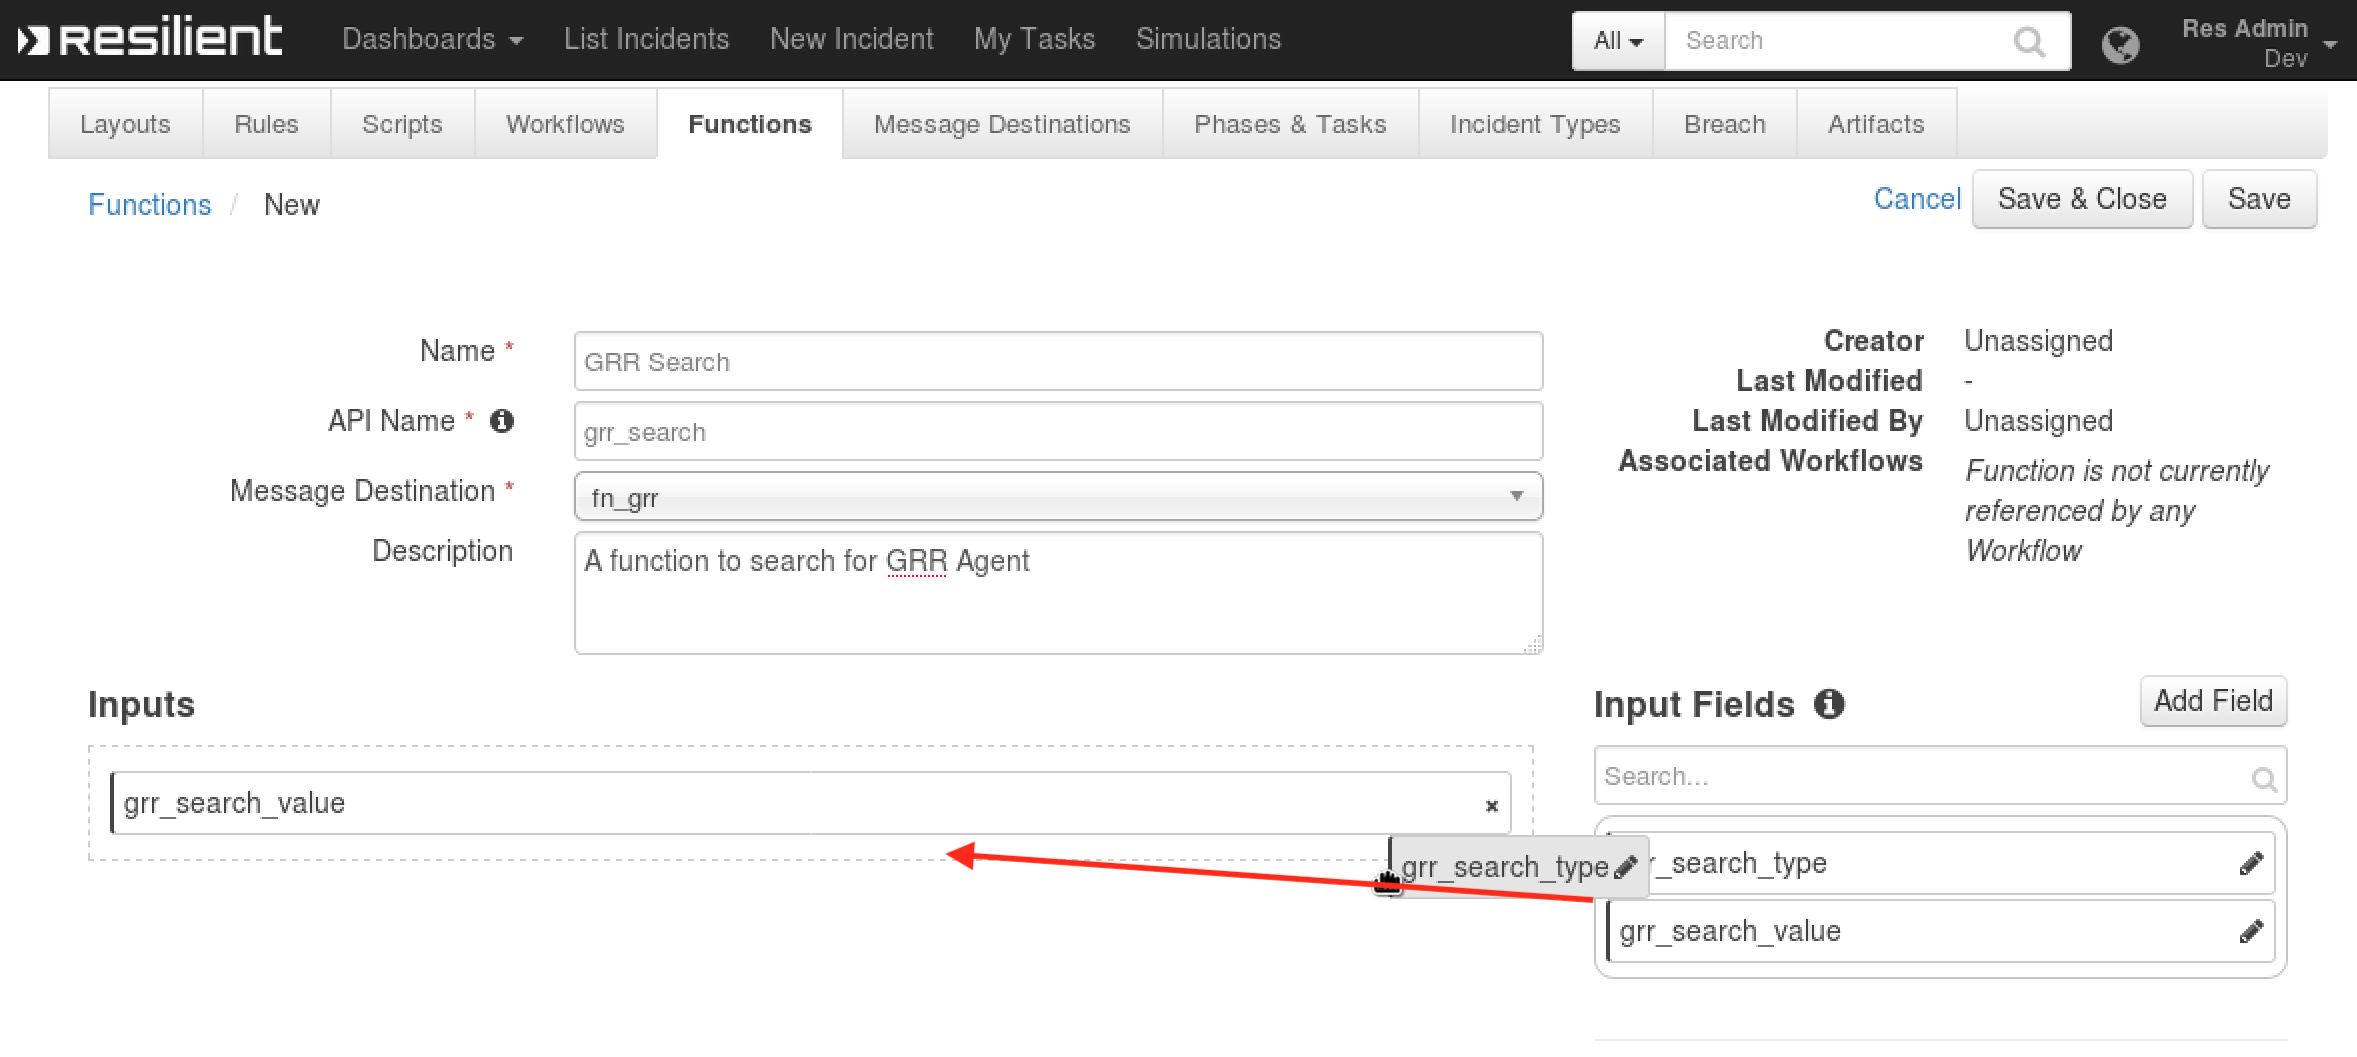 resilient Dashboards List Incidents New Incident My Tasks Simulations All Search Res Admin
Dev
Layouts Rules Scripts Workflows Functions Message Destinations Phases & Tasks Incident Types Breach Artifacts
Functions / New Cancel Save & Close Save
Name * GRR Search
API Name * grr_search
Message Destination * fn_grr
Description A function to search for GRR Agent
Creator Unassigned
Last Modified -
Last Modified By Unassigned
Associated Workflows Function is not currently
referenced by any
Workflow
Inputs
grr_search_value ×
grr_search_type
Input Fields Add Field
Search...
r_search_type
grr_search_value